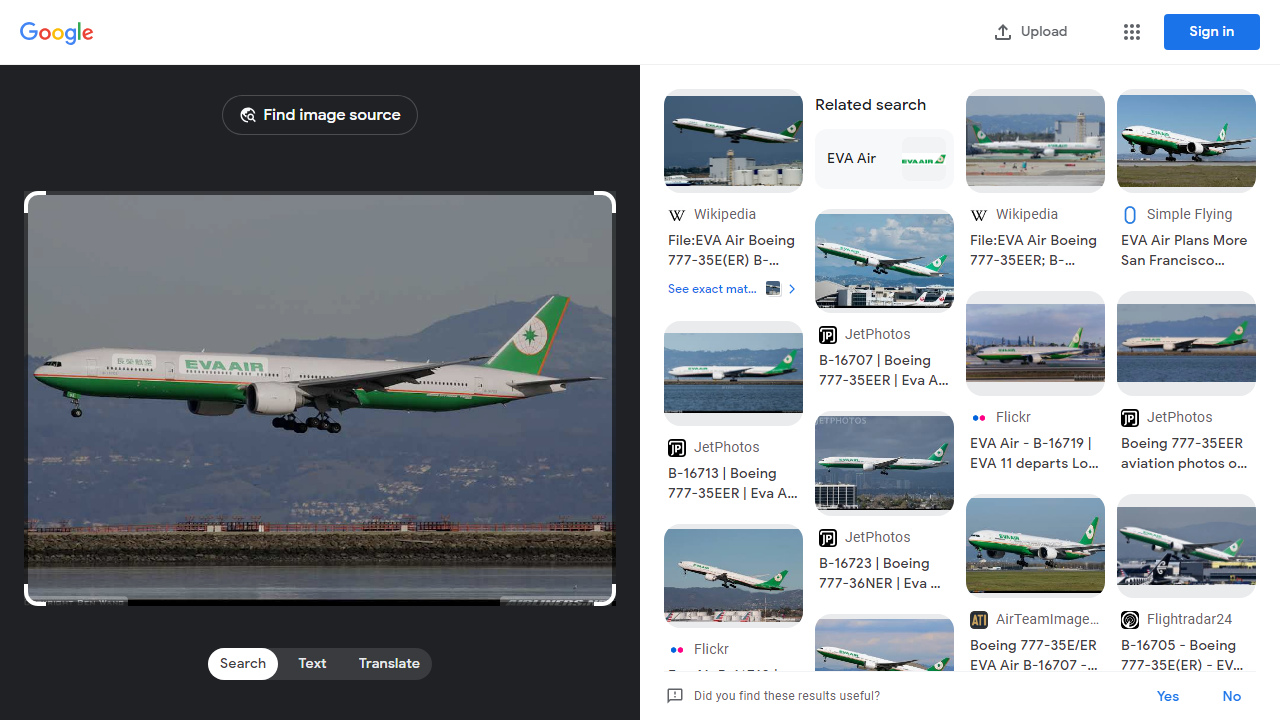 Google
Upload
Sign in
Find image source
長榮航空
EVA AIR
AIRLINERS.N
Search
Text
Translate
Wikipedia
File:EVA Air Boeing
777-35E(ER) B-...
See exact mat...
JetPhotos
B-16713 | Boeing
777-35EER | Eva A...
Flickr
Related search
EVA Air
EVA AIR
JetPhotos
B-16707 | Boeing
777-35EER | Eva A...
JETPHOTOS
JetPhotos
B-16723 | Boeing
777-36NER | Eva ...
Wikipedia
File:EVA Air Boeing
777-35EER; B-...
Flickr
EVA Air - B-16719 |
EVA 11 departs Lo...
ATI
AirTeamImage...
Boeing 777-35E/ER
EVA Air B-16707 -...
Simple Flying
EVA Air Plans More
San Francisco...
JetPhotos
Boeing 777-35EER
aviation photos o...
Flightradar24
B-16705 - Boeing
777-35E(ER) - EV...
Did you find these results useful?
Yes
No